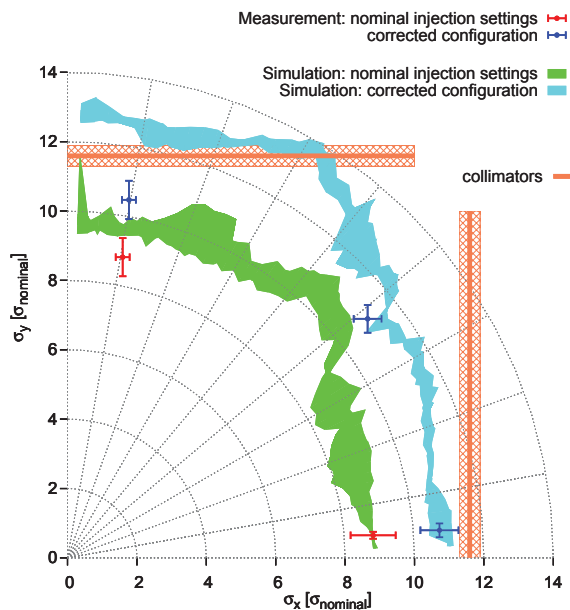 Measurement: nominal injection settings
corrected configuration
Simulation: nominal injection settings
Simulation: corrected configuration
collimators
14
12
10
8
6
4
2
0
σy [σnominal]
0 2 4 6 8 10 12 14
σx [σnominal]